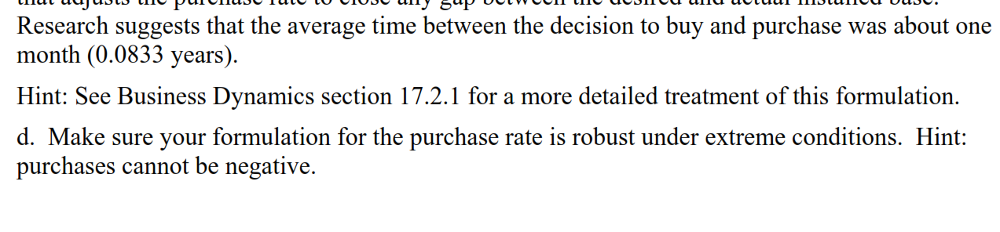 Research suggests that the average time between the decision to buy and purchase was about one
month (0.0833 years).
Hint: See Business Dynamics section 17.2.1 for a more detailed treatment of this formulation.
d. Make sure your formulation for the purchase rate is robust under extreme conditions. Hint:
purchases cannot be negative.